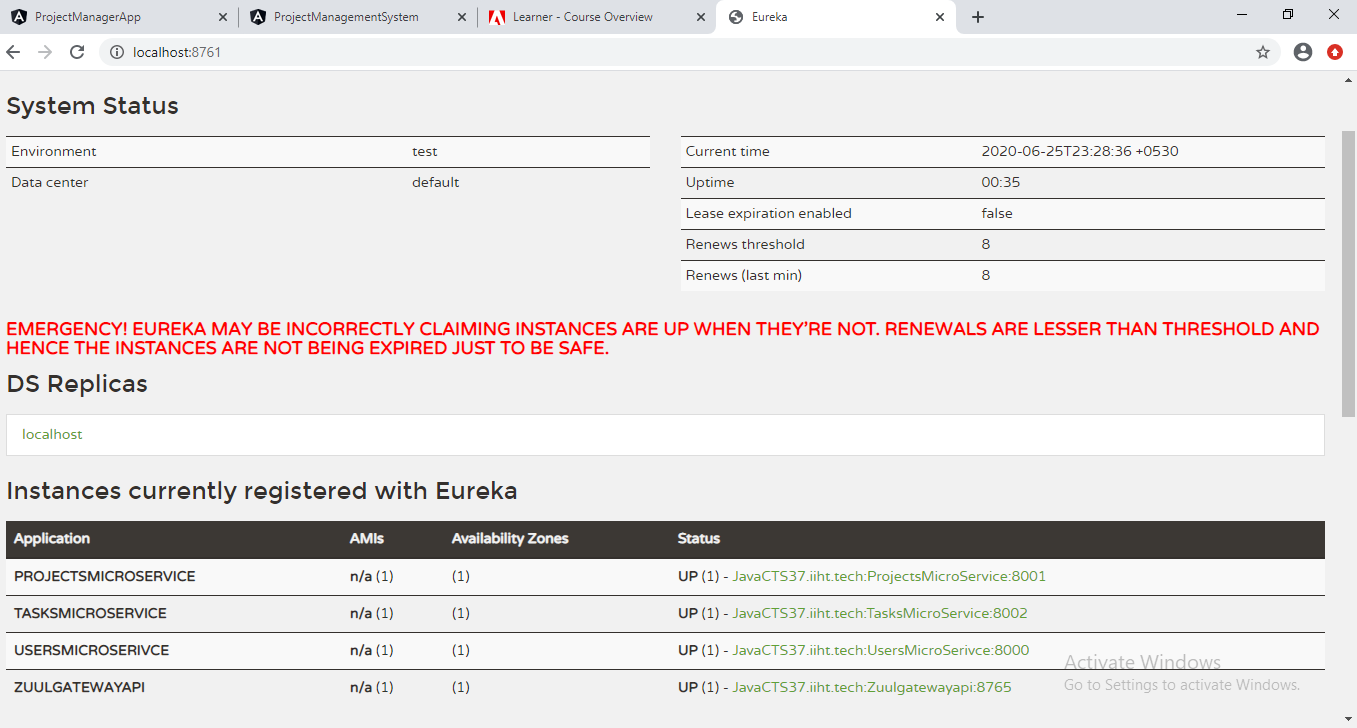 ProjectManagerApp
ProjectManagementSystem
Learner - Course Overview
Eureka
localhost:8761
System Status
Environment test
Data center default
Current time 2020-06-25T23:28:36 +0530
Uptime 00:35
Lease expiration enabled false
Renews threshold 8
Renews (last min) 8
EMERGENCY! EUREKA MAY BE INCORRECTLY CLAIMING INSTANCES ARE UP WHEN THEY'RE NOT. RENEWALS ARE LESSER THAN THRESHOLD AND
HENCE THE INSTANCES ARE NOT BEING EXPIRED JUST TO BE SAFE.
DS Replicas
localhost
Instances currently registered with Eureka
Application AMIs Availability Zones Status
PROJECTSMICROSERVICE n/a (1) (1) UP (1) - JavaCTS37.iiht.tech:ProjectsMicroService:8001
TASKSMICROSERVICE n/a (1) (1) UP (1) - JavaCTS37.iiht.tech:TasksMicroService:8002
USERSMICROSERIVCE n/a (1) (1) UP (1) - JavaCTS37.iiht.tech:UsersMicroSerivce:8000
ZUULGATEWAYAPI n/a (1) (1) UP (1) - JavaCTS37.iiht.tech:Zuulgatewayapi:8765
Activate Windows
Go to Settings to activate Windows.